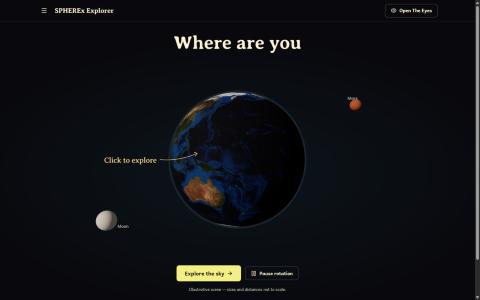 SPHEREx Explorer
Open The Eyes
Where are you
Mars
Click to explore
Moon
Explore the sky →
Pause rotation
Illustrative scene — sizes and distances not to scale.